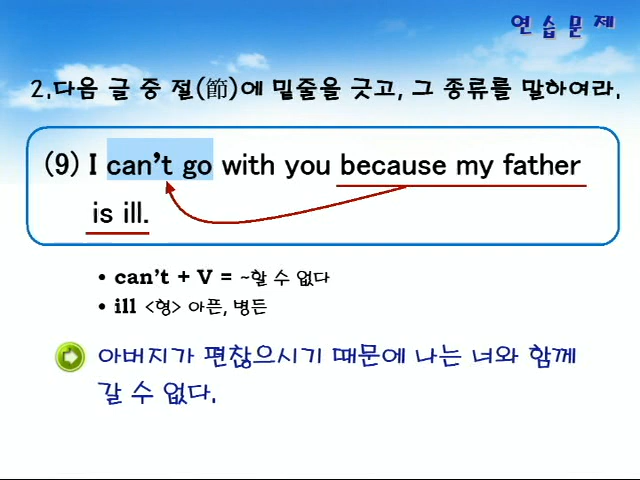 연습문제
2.다음 글 중 절(節)에 밑줄을 긋고, 그 종류를 말하여라.
(9) I can't go with you because my father
is ill.
• can't + V = ~할 수 없다
• ill <형> 아픈, 병든
아버지가 편찮으시기 때문에 나는 너와 함께
갈 수 없다.